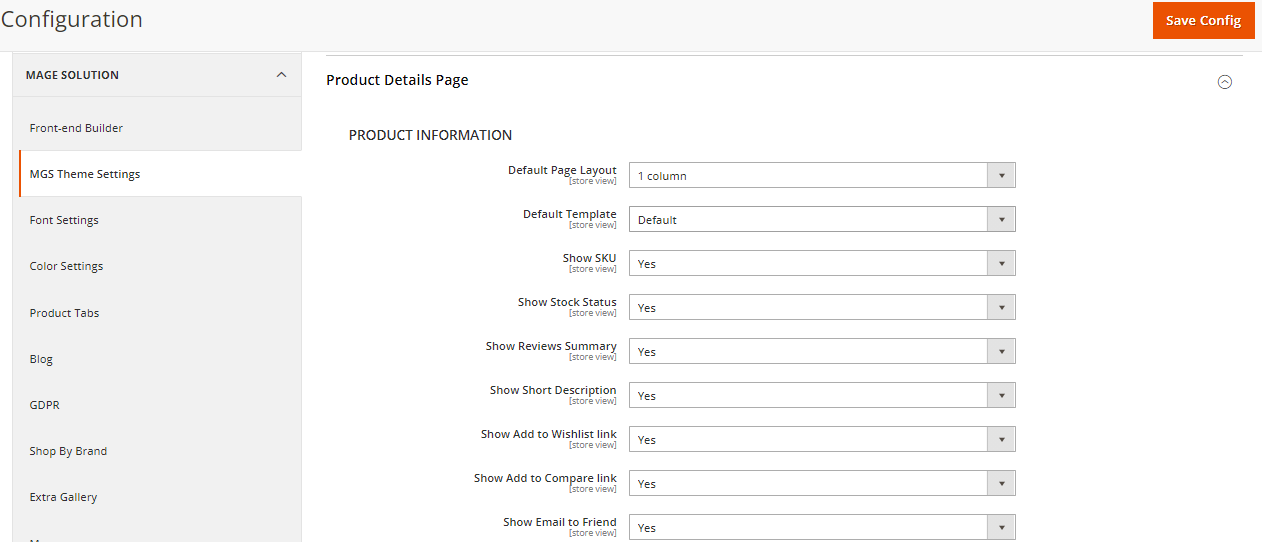 Configuration
Save Config
MAGE SOLUTION
Front-end Builder
MGS Theme Settings
Font Settings
Color Settings
Product Tabs
Blog
GDPR
Shop By Brand
Extra Gallery
Product Details Page
PRODUCT INFORMATION
Default Page Layout
[store view]
1 column
Default Template
[store view]
Default
Show SKU
[store view]
Yes
Show Stock Status
[store view]
Yes
Show Reviews Summary
[store view]
Yes
Show Short Description
[store view]
Yes
Show Add to Wishlist link
[store view]
Yes
Show Add to Compare link
[store view]
Yes
Show Email to Friend
[store view]
Yes